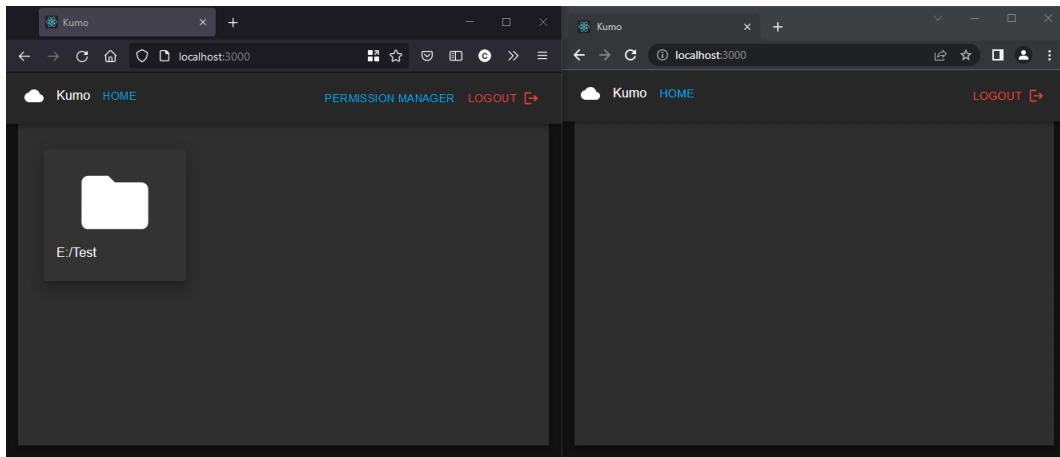 Kumo
localhost:3000
Kumo HOME PERMISSION MANAGER LOGOUT
E:/Test
Kumo
localhost:3000
Kumo HOME LOGOUT